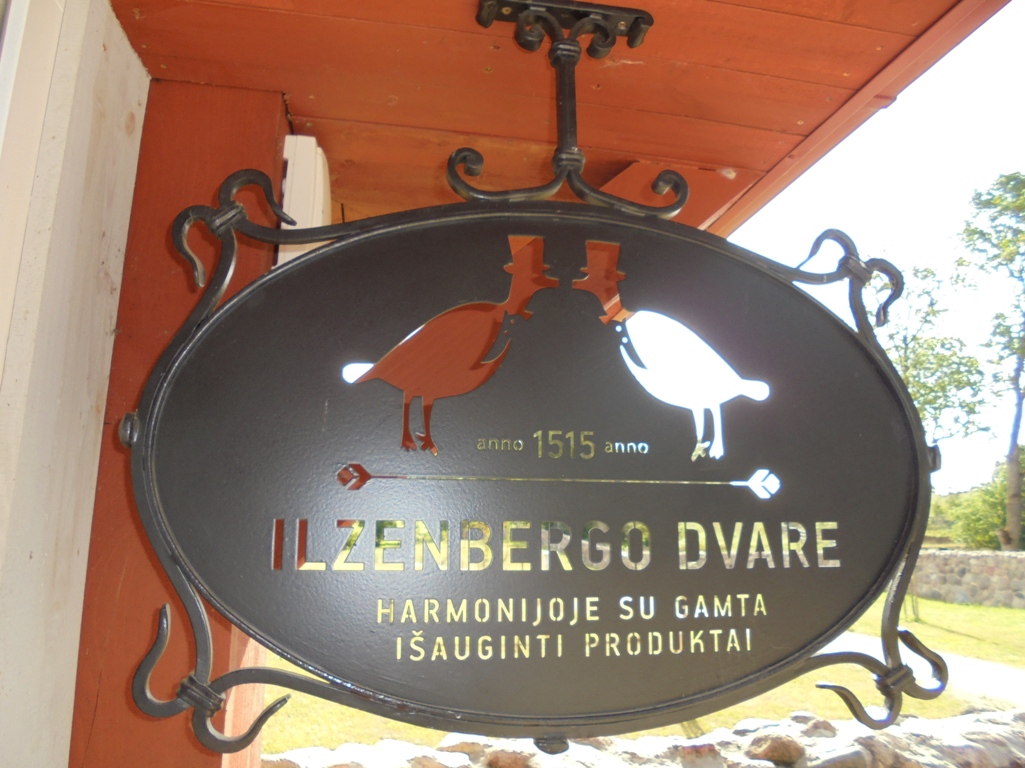 anno 1515 anno
ILZENBERGO DVARE
HARMONIJOJE SU GAMTA
IŠAUGINTI PRODUKTAI